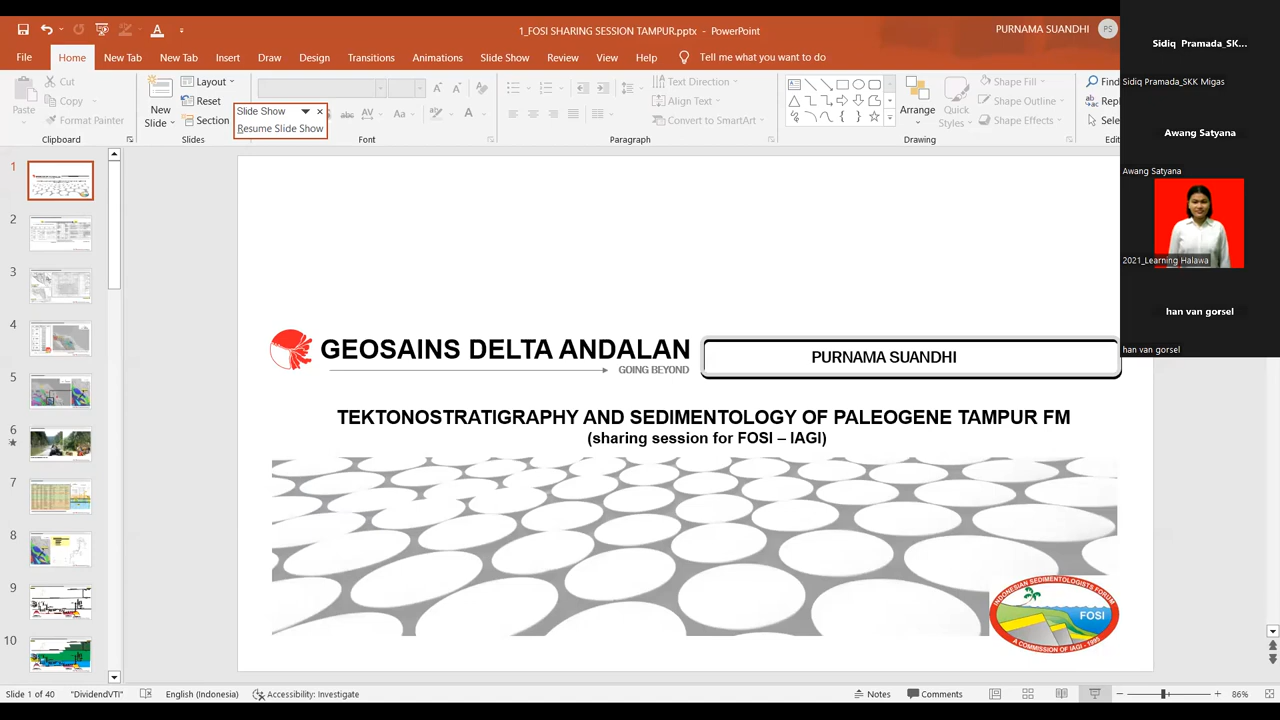 1_FOSI SHARING SESSION TAMPUR.pptx - PowerPoint
PURNAMA SUANDHI
PS
File
Home
New Tab
New Tab
Insert
Draw
Design
Transitions
Animations
Slide Show
Review
View
Help
Tell me what you want to do
Paste
Cut
Copy
Format Painter
Clipboard
New
Slide
Layout
Reset
Section
Slides
Slide Show
Resume Slide Show
Font
Text Direction
Align Text
Convert to SmartArt
Paragraph
Arrange
Quick
Styles
Shape Fill
Shape Outline
Shape Effects
Drawing
Find
Repl
Sele
Edit
1
2
3
4
5
6
7
8
9
10
GEOSAINS DELTA ANDALAN
GOING BEYOND
PURNAMA SUANDHI
TEKTONOSTRATIGRAPHY AND SEDIMENTOLOGY OF PALEOGENE TAMPUR FM
(sharing session for FOSI – IAGI)
INDONESIAN SEDIMENTOLOGISTS FORUM
FOSI
A COMMISSION OF IAGI - 1995
Sidiq Pramada_SK...
Sidiq Pramada_SKK Migas
Awang Satyana
Awang Satyana
2021_Learning Halawa
han van gorsel
han van gorsel
Slide 1 of 40
"DividendVTI"
English (Indonesia)
Accessibility: Investigate
Notes
Comments
86%